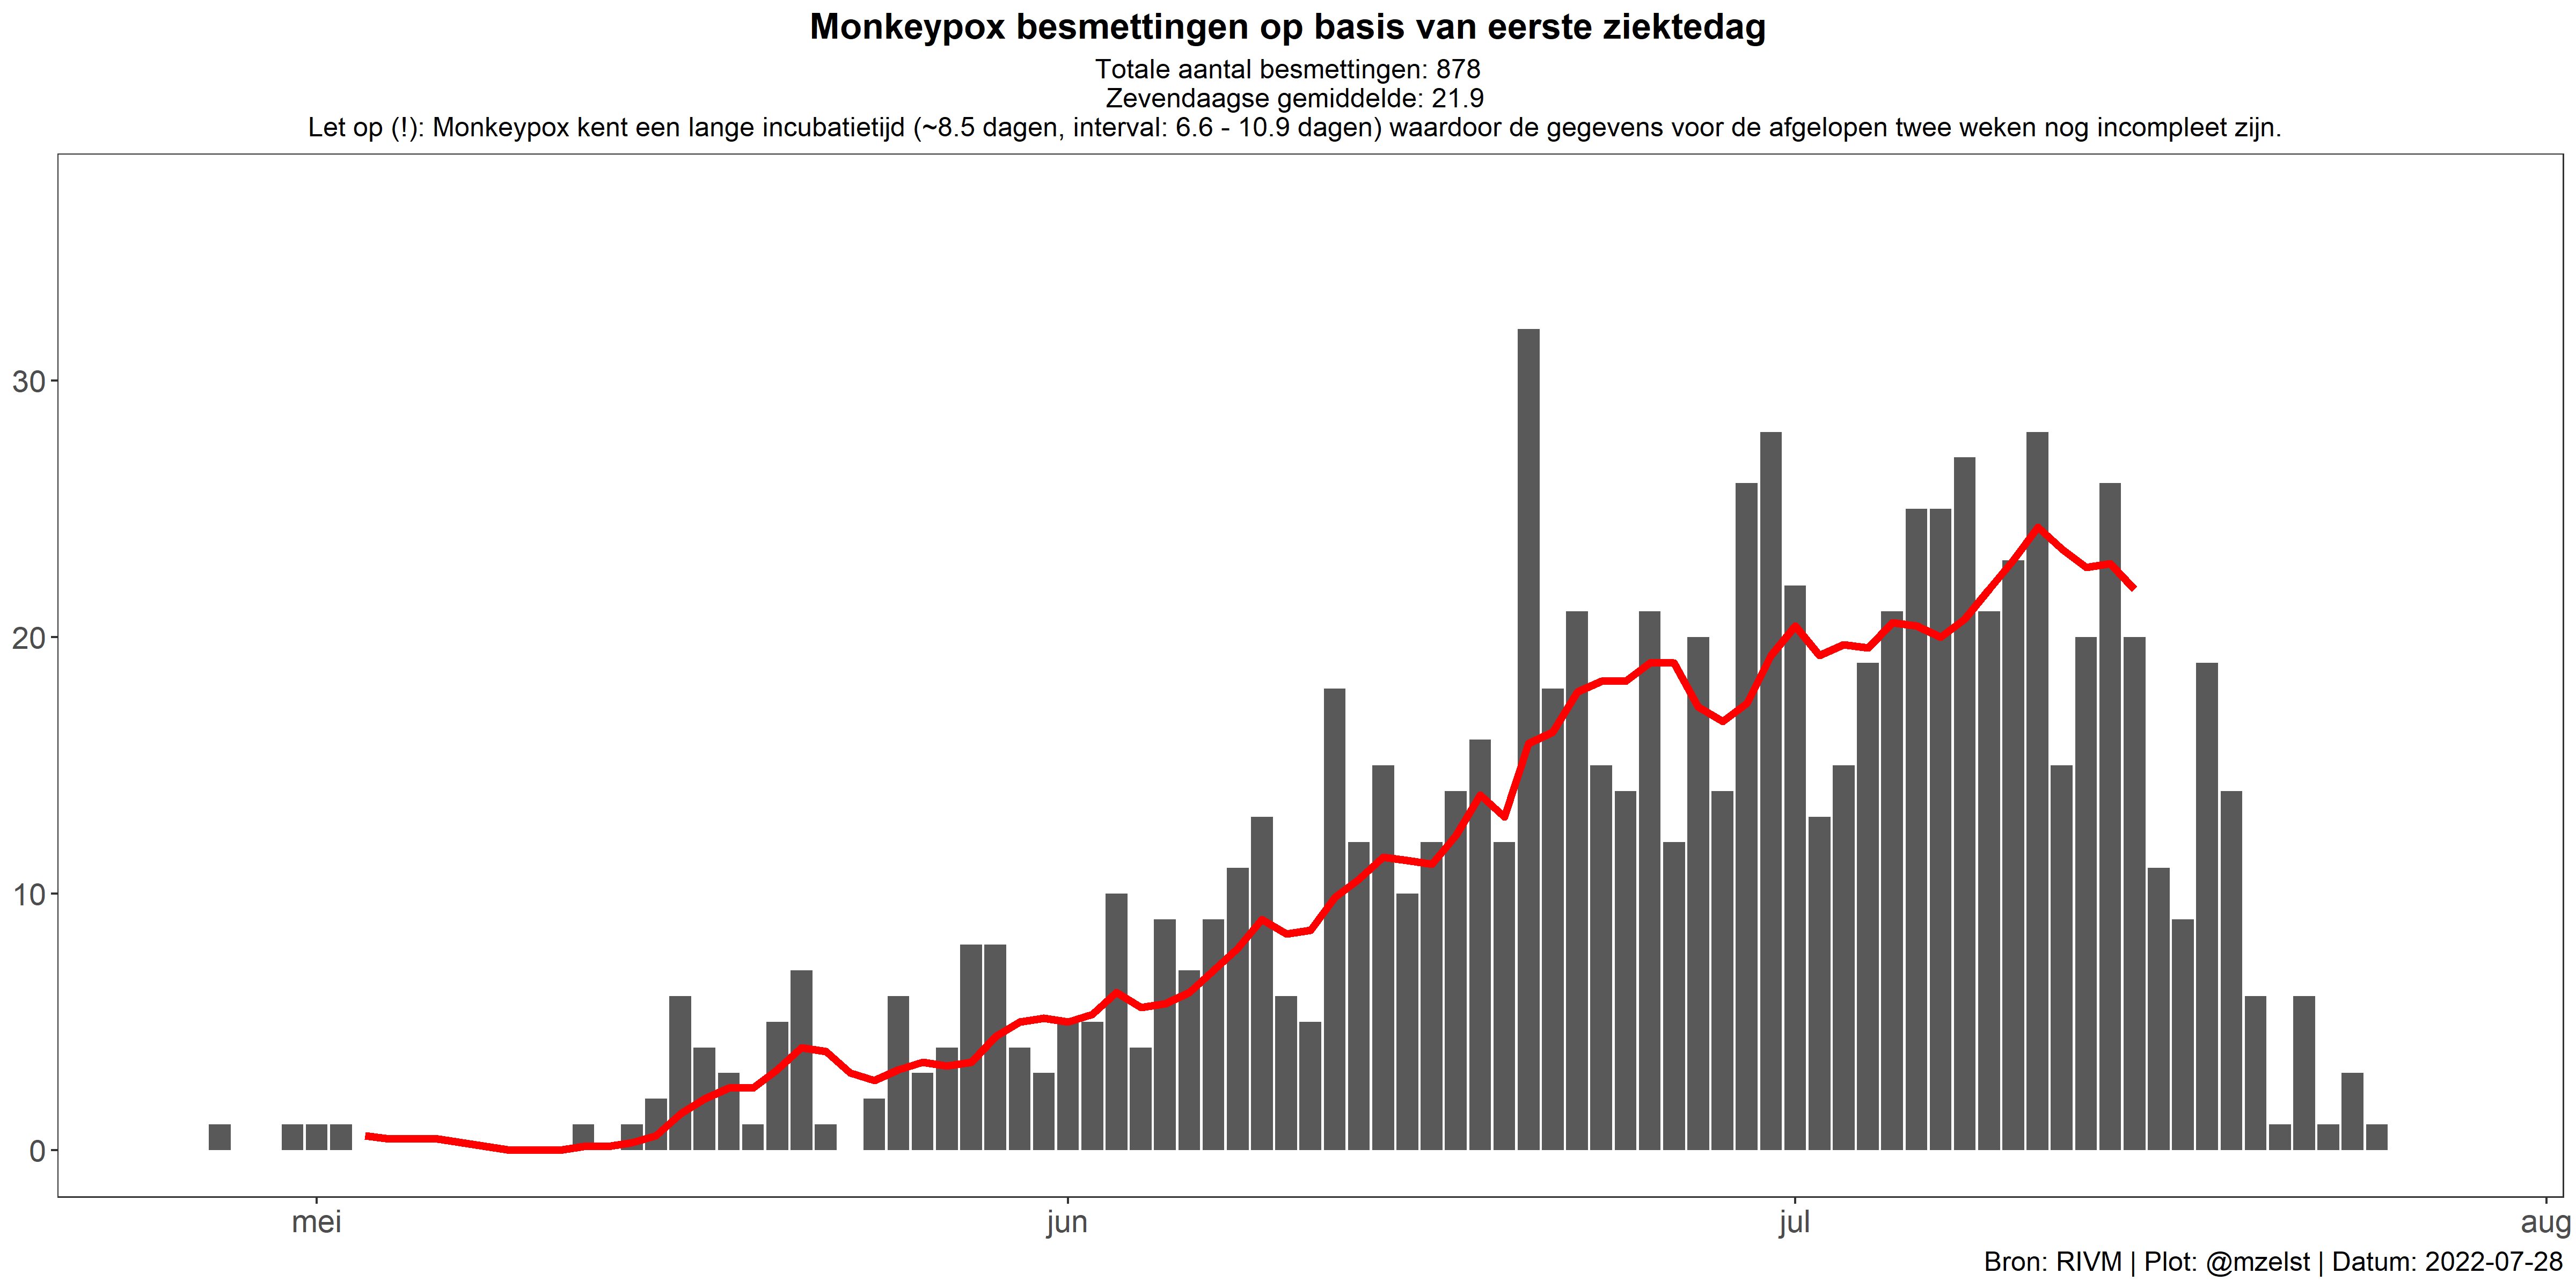 Monkeypox besmettingen op basis van eerste ziektedag
Totale aantal besmettingen: 878
Zevendaagse gemiddelde: 21.9
Let op (!): Monkeypox kent een lange incubatietijd (~8.5 dagen, interval: 6.6 - 10.9 dagen) waardoor de gegevens voor de afgelopen twee weken nog incompleet zijn.
30
20
10
0
mei jun jul aug
Bron: RIVM | Plot: @mzelst | Datum: 2022-07-28